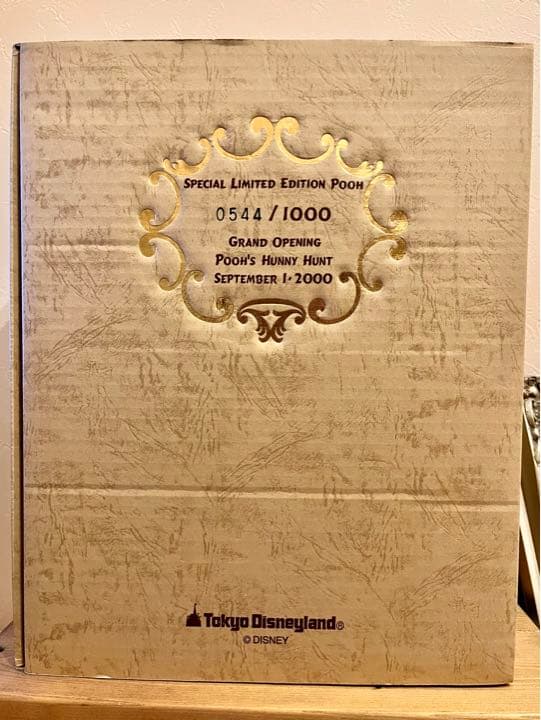 Special Limited Edition Pooh
0544/1000
Grand Opening
Pooh's Hunny Hunt
September 1·2000
Tokyo Disneyland®
© DISNEY